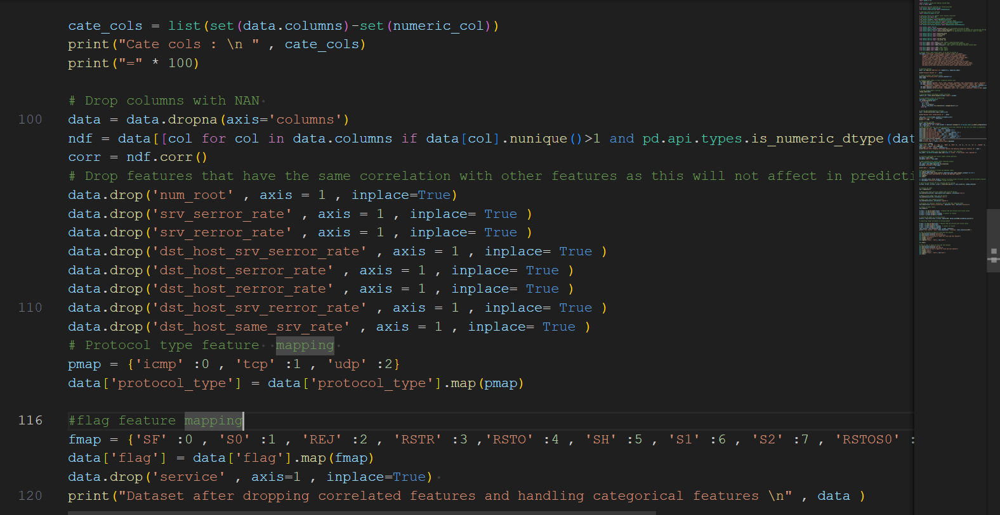 cate_cols = list(set(data.columns)-set(numeric_col))
print("Cate cols : \n " , cate_cols)
print("=" * 100)
# Drop columns with NAN
100 data = data.dropna(axis='columns')
ndf = data[[col for col in data.columns if data[col].nunique()>1 and pd.api.types.is_numeric_dtype(dat
corr = ndf.corr()
# Drop features that have the same correlation with other features as this will not affect in predicti
data.drop('num_root' , axis = 1 , inplace=True)
data.drop('srv_serror_rate' , axis = 1 , inplace= True )
data.drop('srv_rerror_rate' , axis = 1 , inplace= True )
data.drop('dst_host_srv_serror_rate' , axis = 1 , inplace= True )
data.drop('dst_host_serror_rate' , axis = 1 , inplace= True )
data.drop('dst_host_rerror_rate' , axis = 1 , inplace= True )
110 data.drop('dst_host_srv_rerror_rate' , axis = 1 , inplace= True )
data.drop('dst_host_same_srv_rate' , axis = 1 , inplace= True )
# Protocol type feature  mapping
pmap = {'icmp' :0 , 'tcp' :1 , 'udp' :2}
data['protocol_type'] = data['protocol_type'].map(pmap)
116 #flag feature mapping
fmap = {'SF' :0 , 'S0' :1 , 'REJ' :2 , 'RSTR' :3 ,'RSTO' :4 , 'SH' :5 , 'S1' :6 , 'S2' :7 , 'RSTOS0' :
data['flag'] = data['flag'].map(fmap)
data.drop('service' , axis=1 , inplace=True)
120 print("Dataset after dropping correlated features and handling categorical features \n" , data )